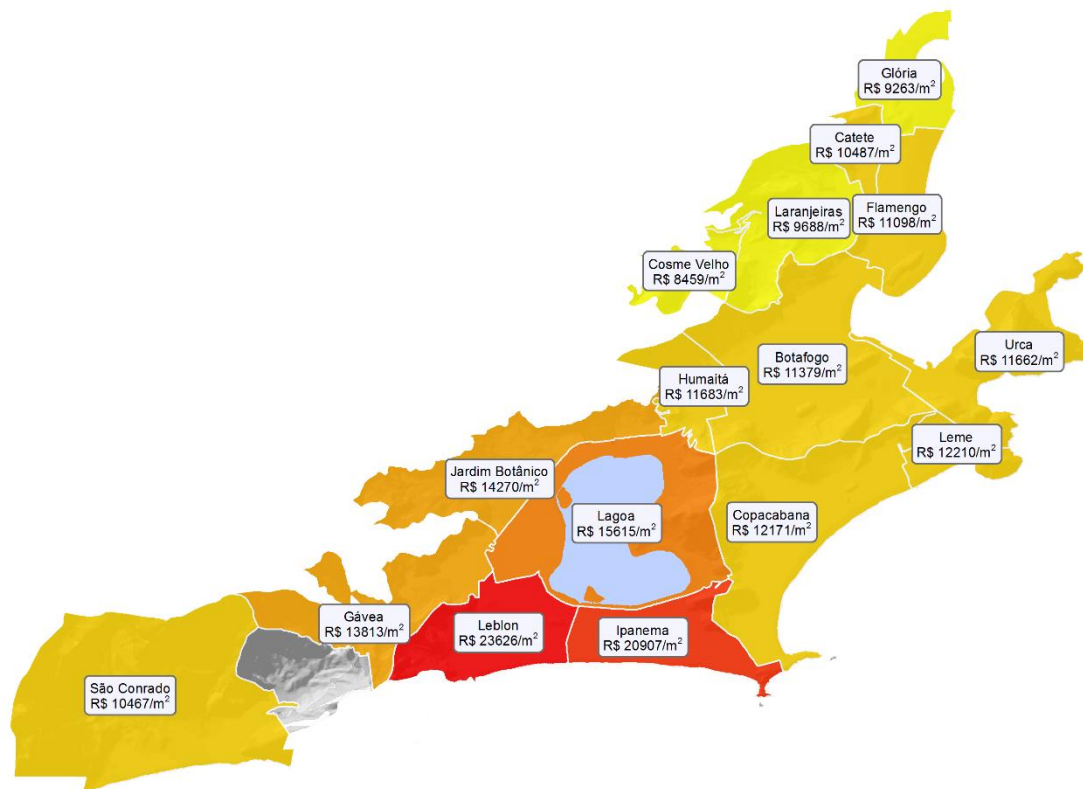 Glória
R$ 9263/m²
Catete
R$ 10487/m²
Laranjeiras
R$ 9688/m²
Flamengo
R$ 11098/m²
Cosme Velho
R$ 8459/m²
Urca
R$ 11662/m²
Botafogo
R$ 11379/m²
Humaitá
R$ 11683/m²
Leme
R$ 12210/m²
Jardim Botânico
R$ 14270/m²
Lagoa
R$ 15615/m²
Copacabana
R$ 12171/m²
Gávea
R$ 13813/m²
Leblon
R$ 23626/m²
Ipanema
R$ 20907/m²
São Conrado
R$ 10467/m²